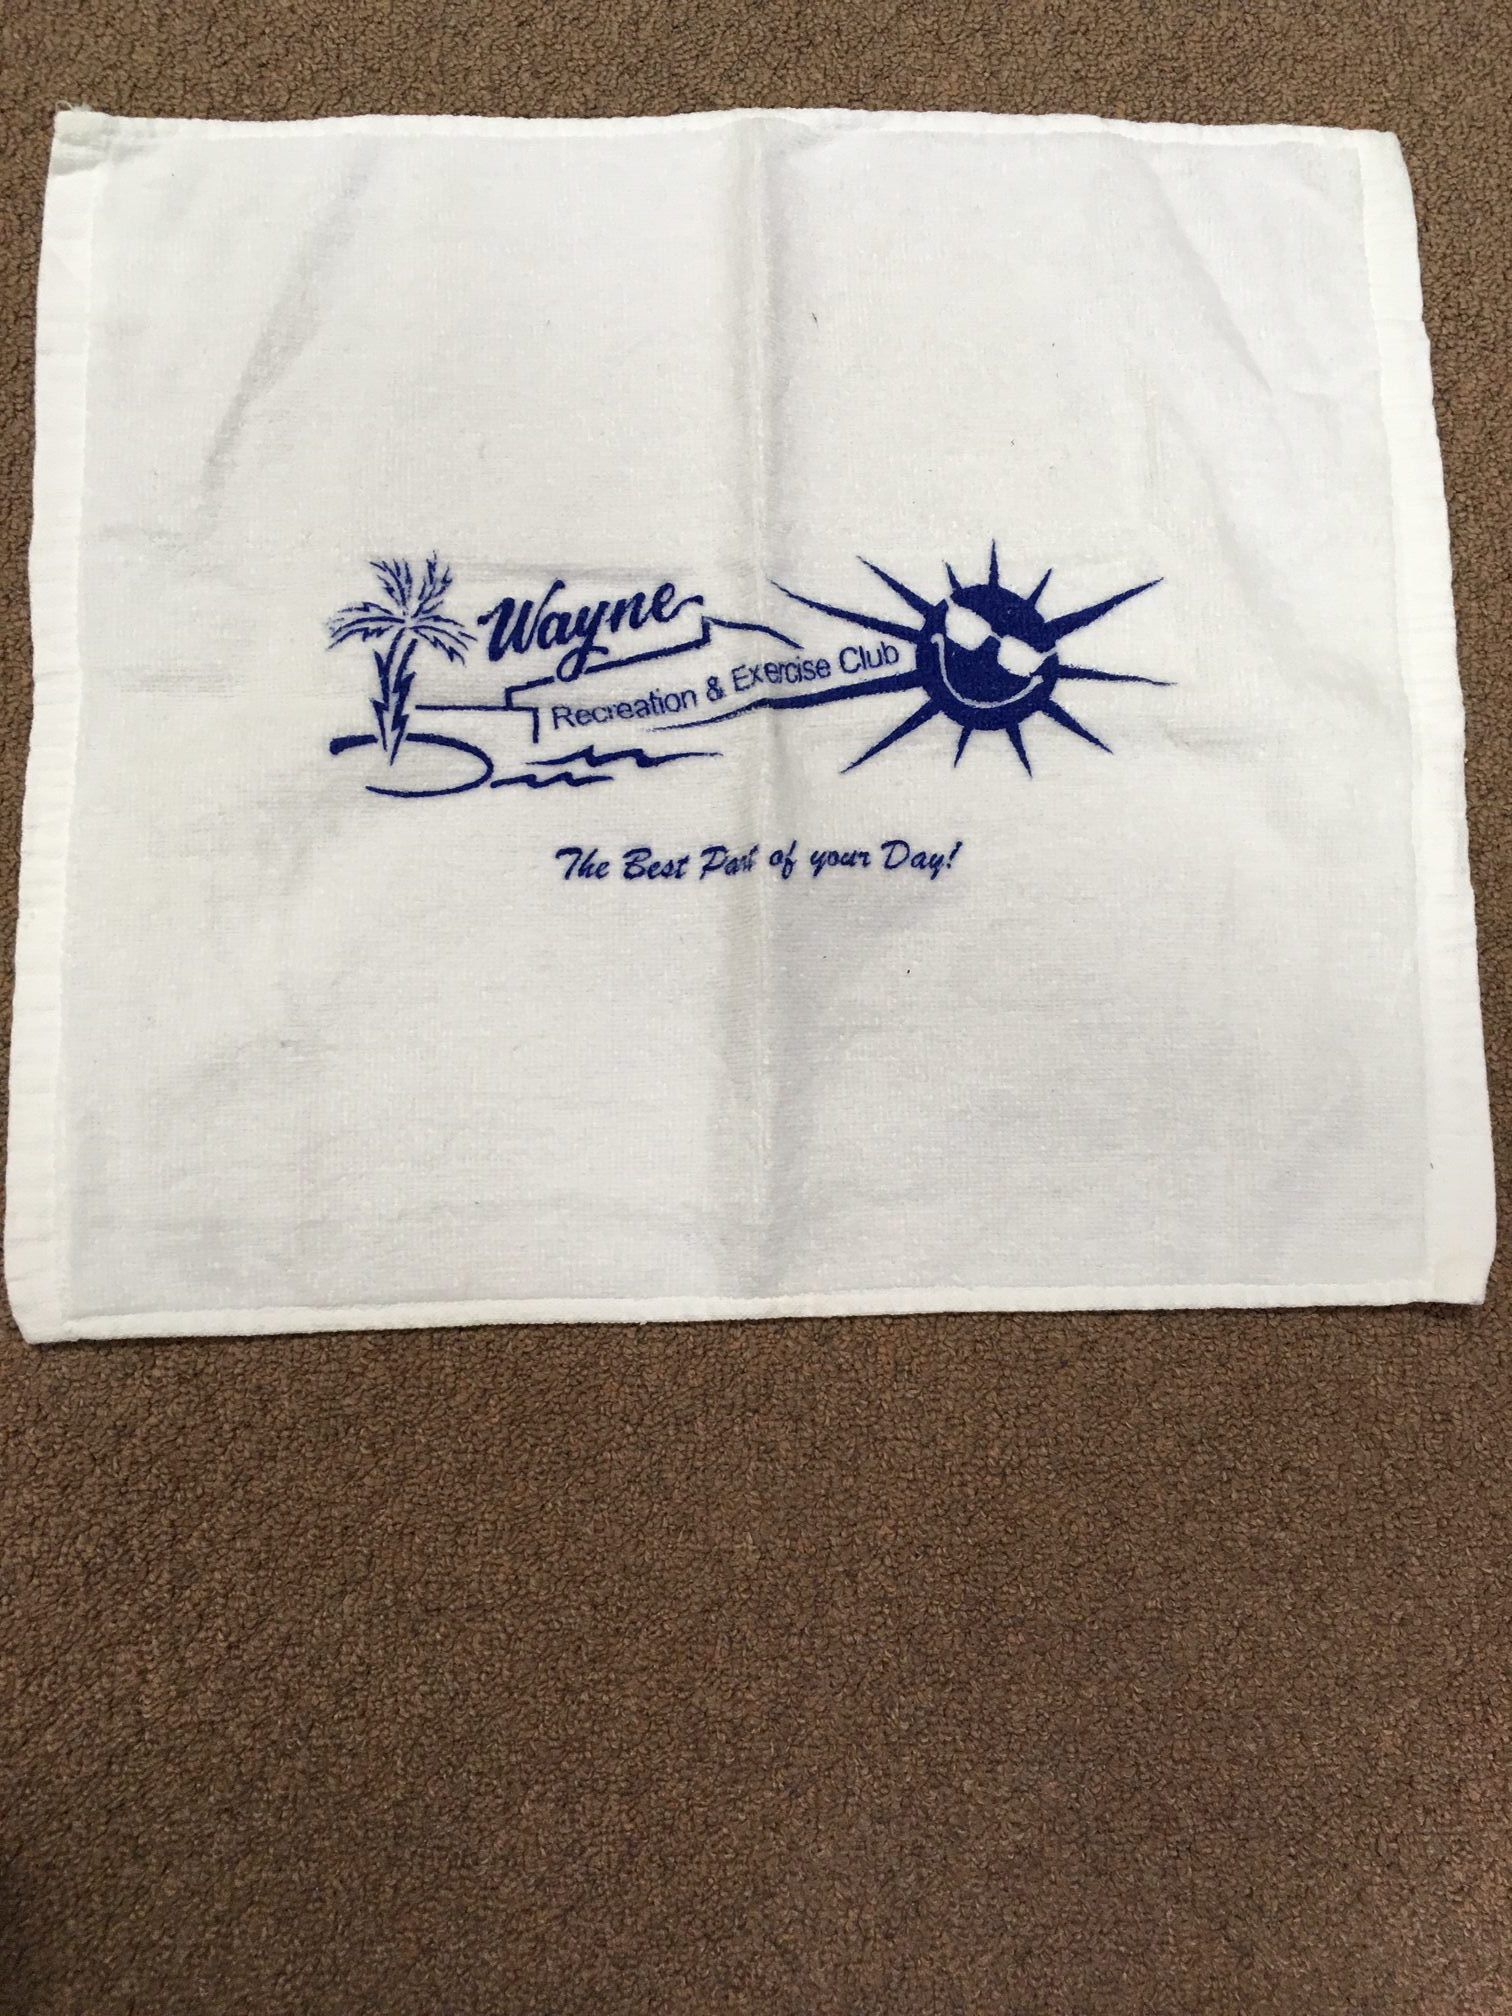 Wayne
Recreation & Exercise Club
The Best Part of your Day!